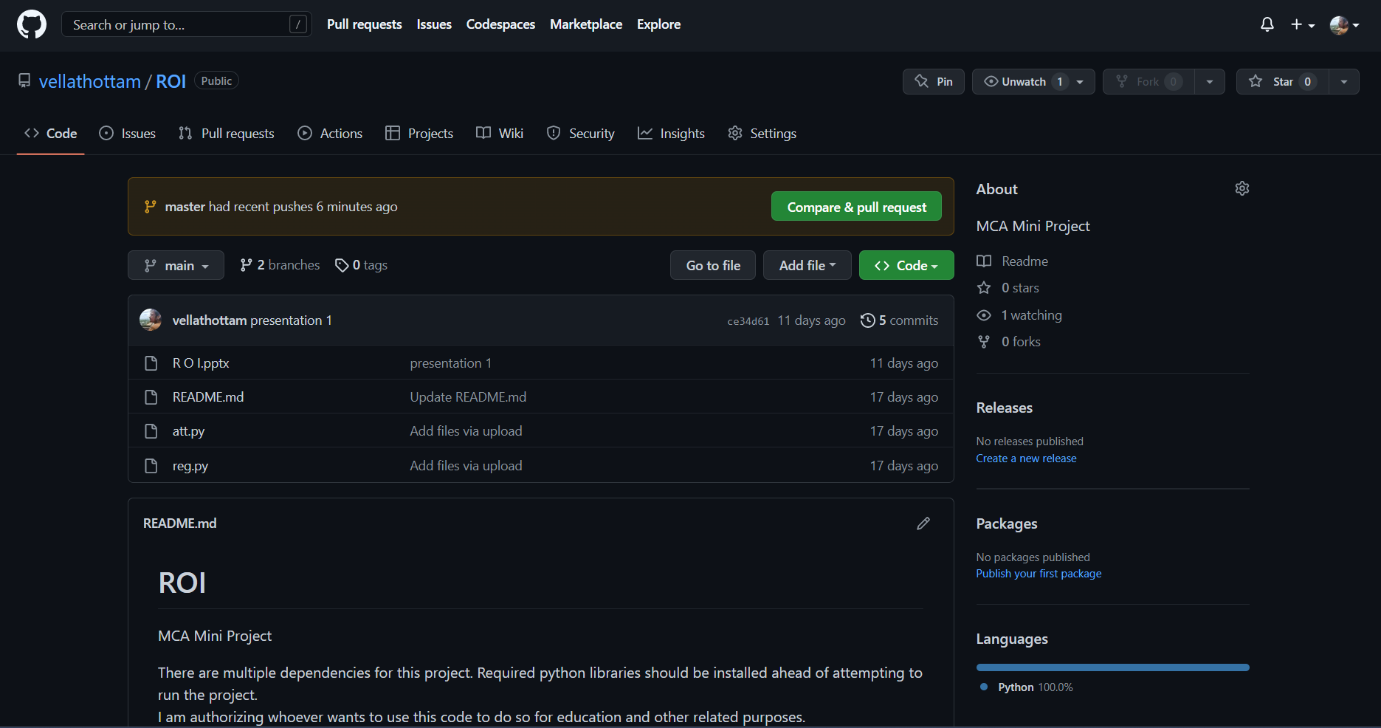 Search or jump to... /
Pull requests Issues Codespaces Marketplace Explore
vellathottam / ROI Public
Pin Unwatch 1 Fork 0 Star 0
Code Issues Pull requests Actions Projects Wiki Security Insights Settings
master had recent pushes 6 minutes ago Compare & pull request
main 2 branches 0 tags Go to file Add file Code
vellathottam presentation 1 ce34d61 11 days ago 5 commits
R O I.pptx presentation 1 11 days ago
README.md Update README.md 17 days ago
att.py Add files via upload 17 days ago
reg.py Add files via upload 17 days ago
README.md
ROI
MCA Mini Project
There are multiple dependencies for this project. Required python libraries should be installed ahead of attempting to
run the project.
I am authorizing whoever wants to use this code to do so for education and other related purposes.
About
MCA Mini Project
Readme
0 stars
1 watching
0 forks
Releases
No releases published
Create a new release
Packages
No packages published
Publish your first package
Languages
Python 100.0%